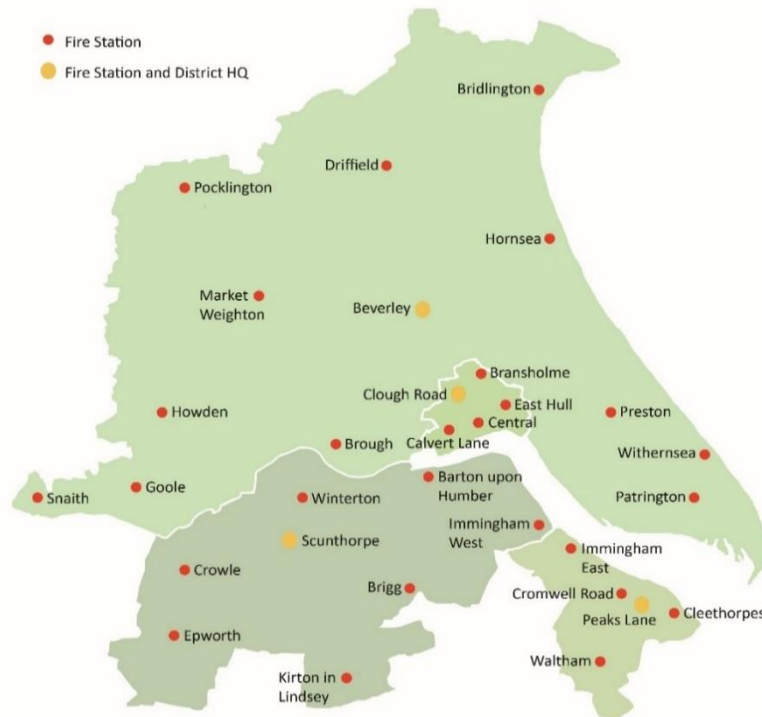 Fire Station
Fire Station and District HQ
Bridlington
Driffield
Pocklington
Hornsea
Market
Weighton
Beverley
Bransholme
Clough Road
East Hull
Central
Calvert Lane
Howden
Brough
Preston
Withernsea
Patrington
Snaith
Goole
Winterton
Barton upon
Humber
Immingham
West
Scunthorpe
Immingham
East
Crowle
Brigg
Cromwell Road
Peaks Lane
Cleethorpes
Epworth
Waltham
Kirton in
Lindsey